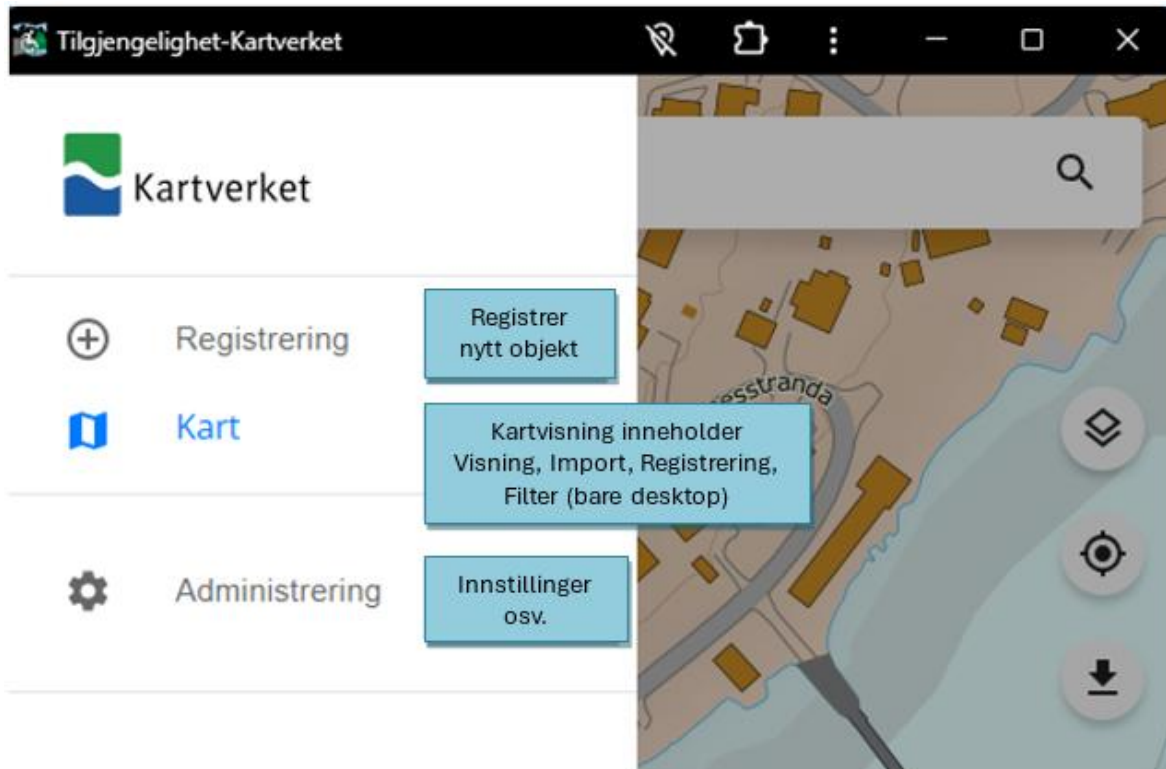 Tilgjengelighet-Kartverket
Kartverket
Registrering
Registrer
nytt objekt
Kart
Kartvisning inneholder
Visning, Import, Registrering,
Filter (bare desktop)
Administrering
Innstillinger
osv.